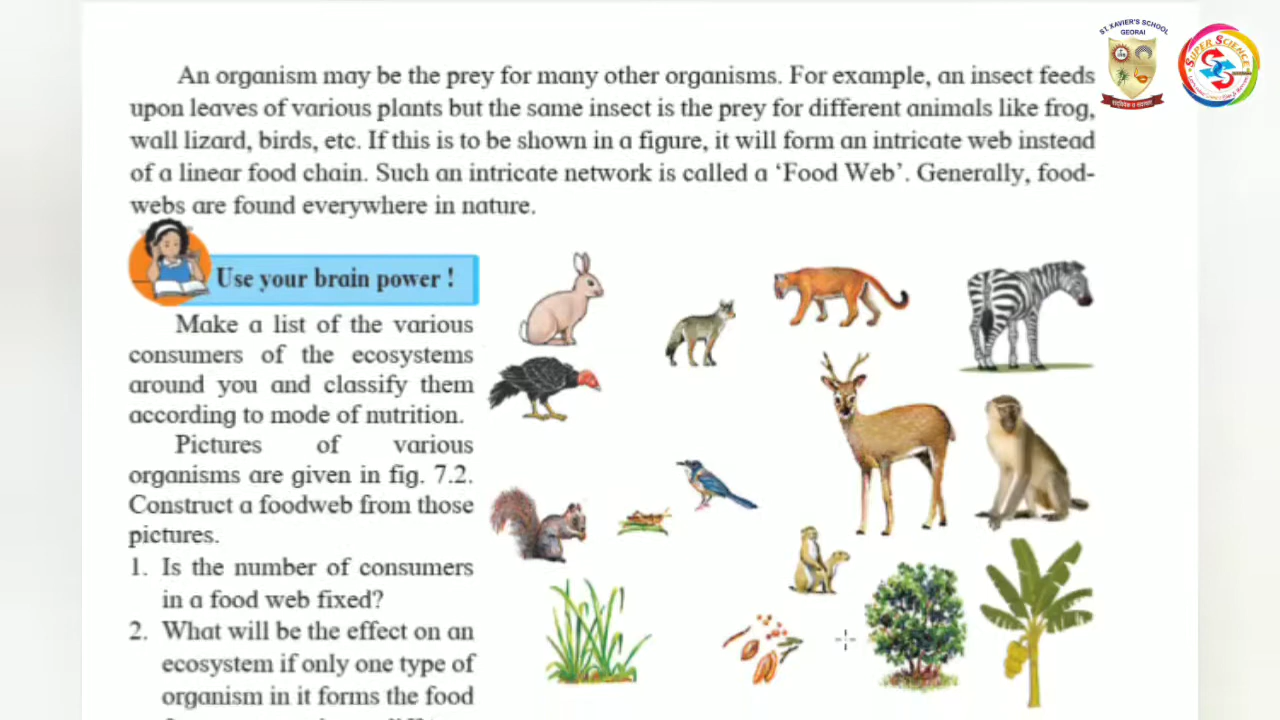 An organism may be the prey for many other organisms. For example, an insect feeds
upon leaves of various plants but the same insect is the prey for different animals like frog,
wall lizard, birds, etc. If this is to be shown in a figure, it will form an intricate web instead
of a linear food chain. Such an intricate network is called a ‘Food Web’. Generally, food-
webs are found everywhere in nature.
Use your brain power !
Make a list of the various
consumers of the ecosystems
around you and classify them
according to mode of nutrition.
Pictures of various
organisms are given in fig. 7.2.
Construct a foodweb from those
pictures.
1. Is the number of consumers
in a food web fixed?
2. What will be the effect on an
ecosystem if only one type of
organism in it forms the food
ST. XAVIER'S SCHOOL
GEORAI
SUPER SCIENCE